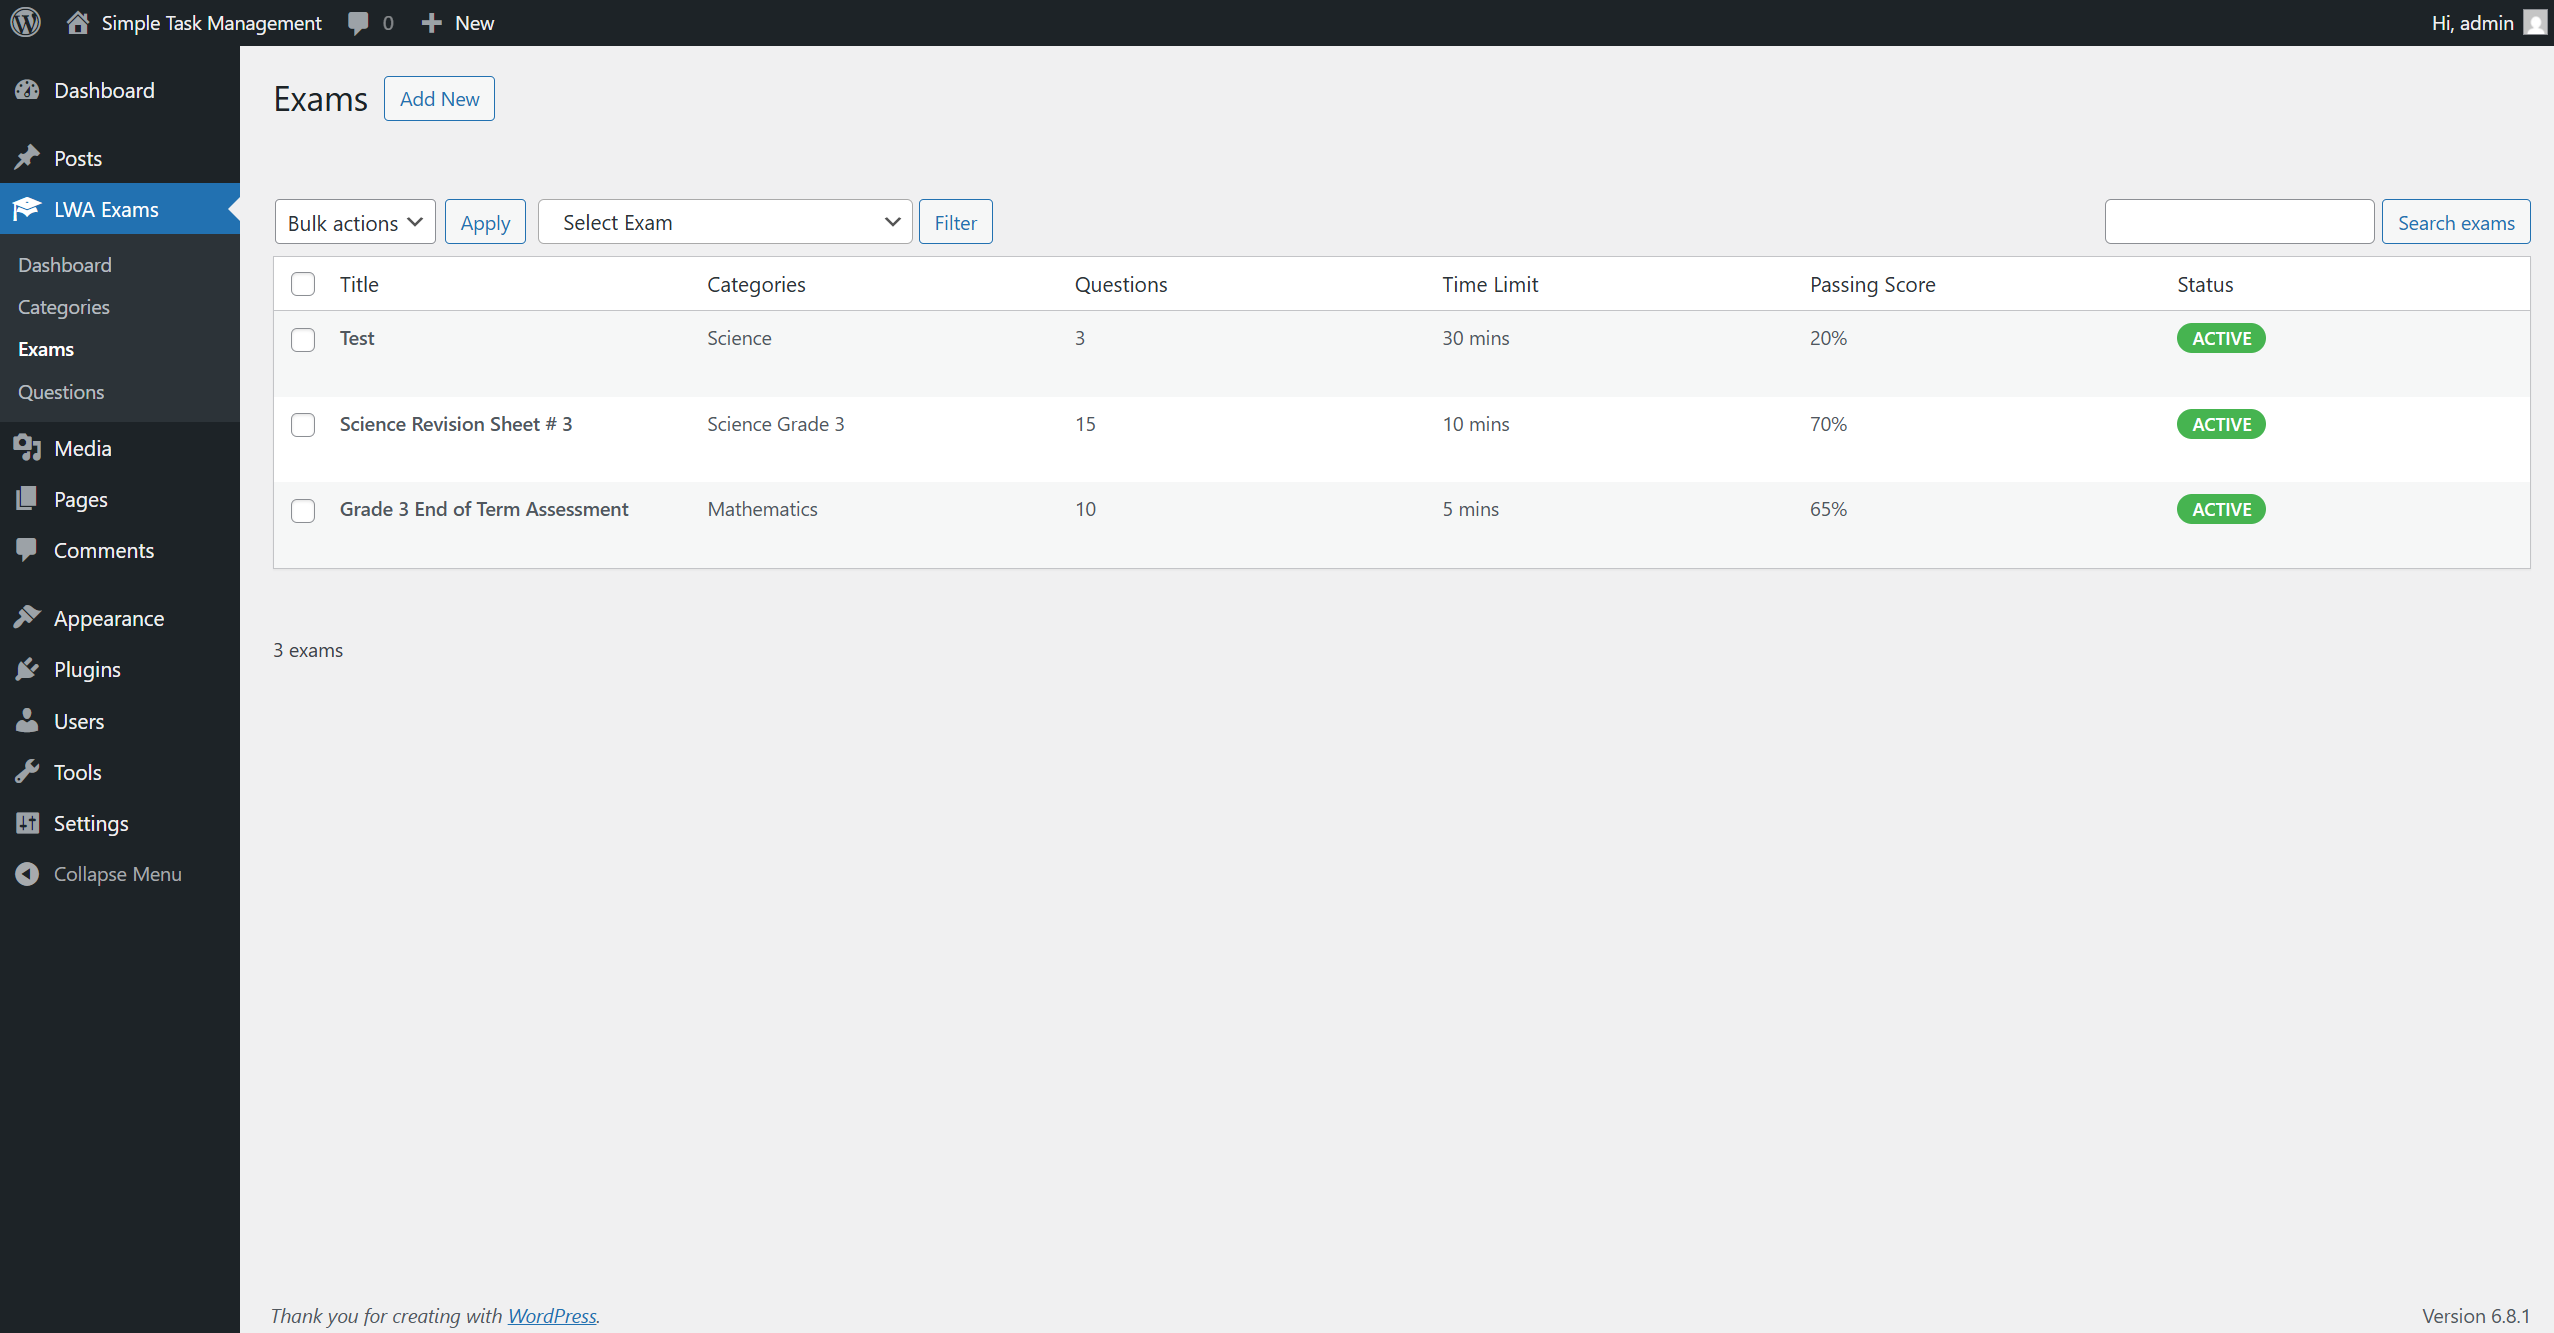 Simple Task Management 0 New Hi, admin
Dashboard
Posts
LWA Exams
Dashboard
Categories
Exams
Questions
Media
Pages
Comments
Appearance
Plugins
Users
Tools
Settings
Collapse Menu
Exams Add New
Bulk actions Apply Select Exam Filter Search exams
Title Categories Questions Time Limit Passing Score Status
Test Science 3 30 mins 20% ACTIVE
Science Revision Sheet # 3 Science Grade 3 15 10 mins 70% ACTIVE
Grade 3 End of Term Assessment Mathematics 10 5 mins 65% ACTIVE
3 exams
Thank you for creating with WordPress. Version 6.8.1